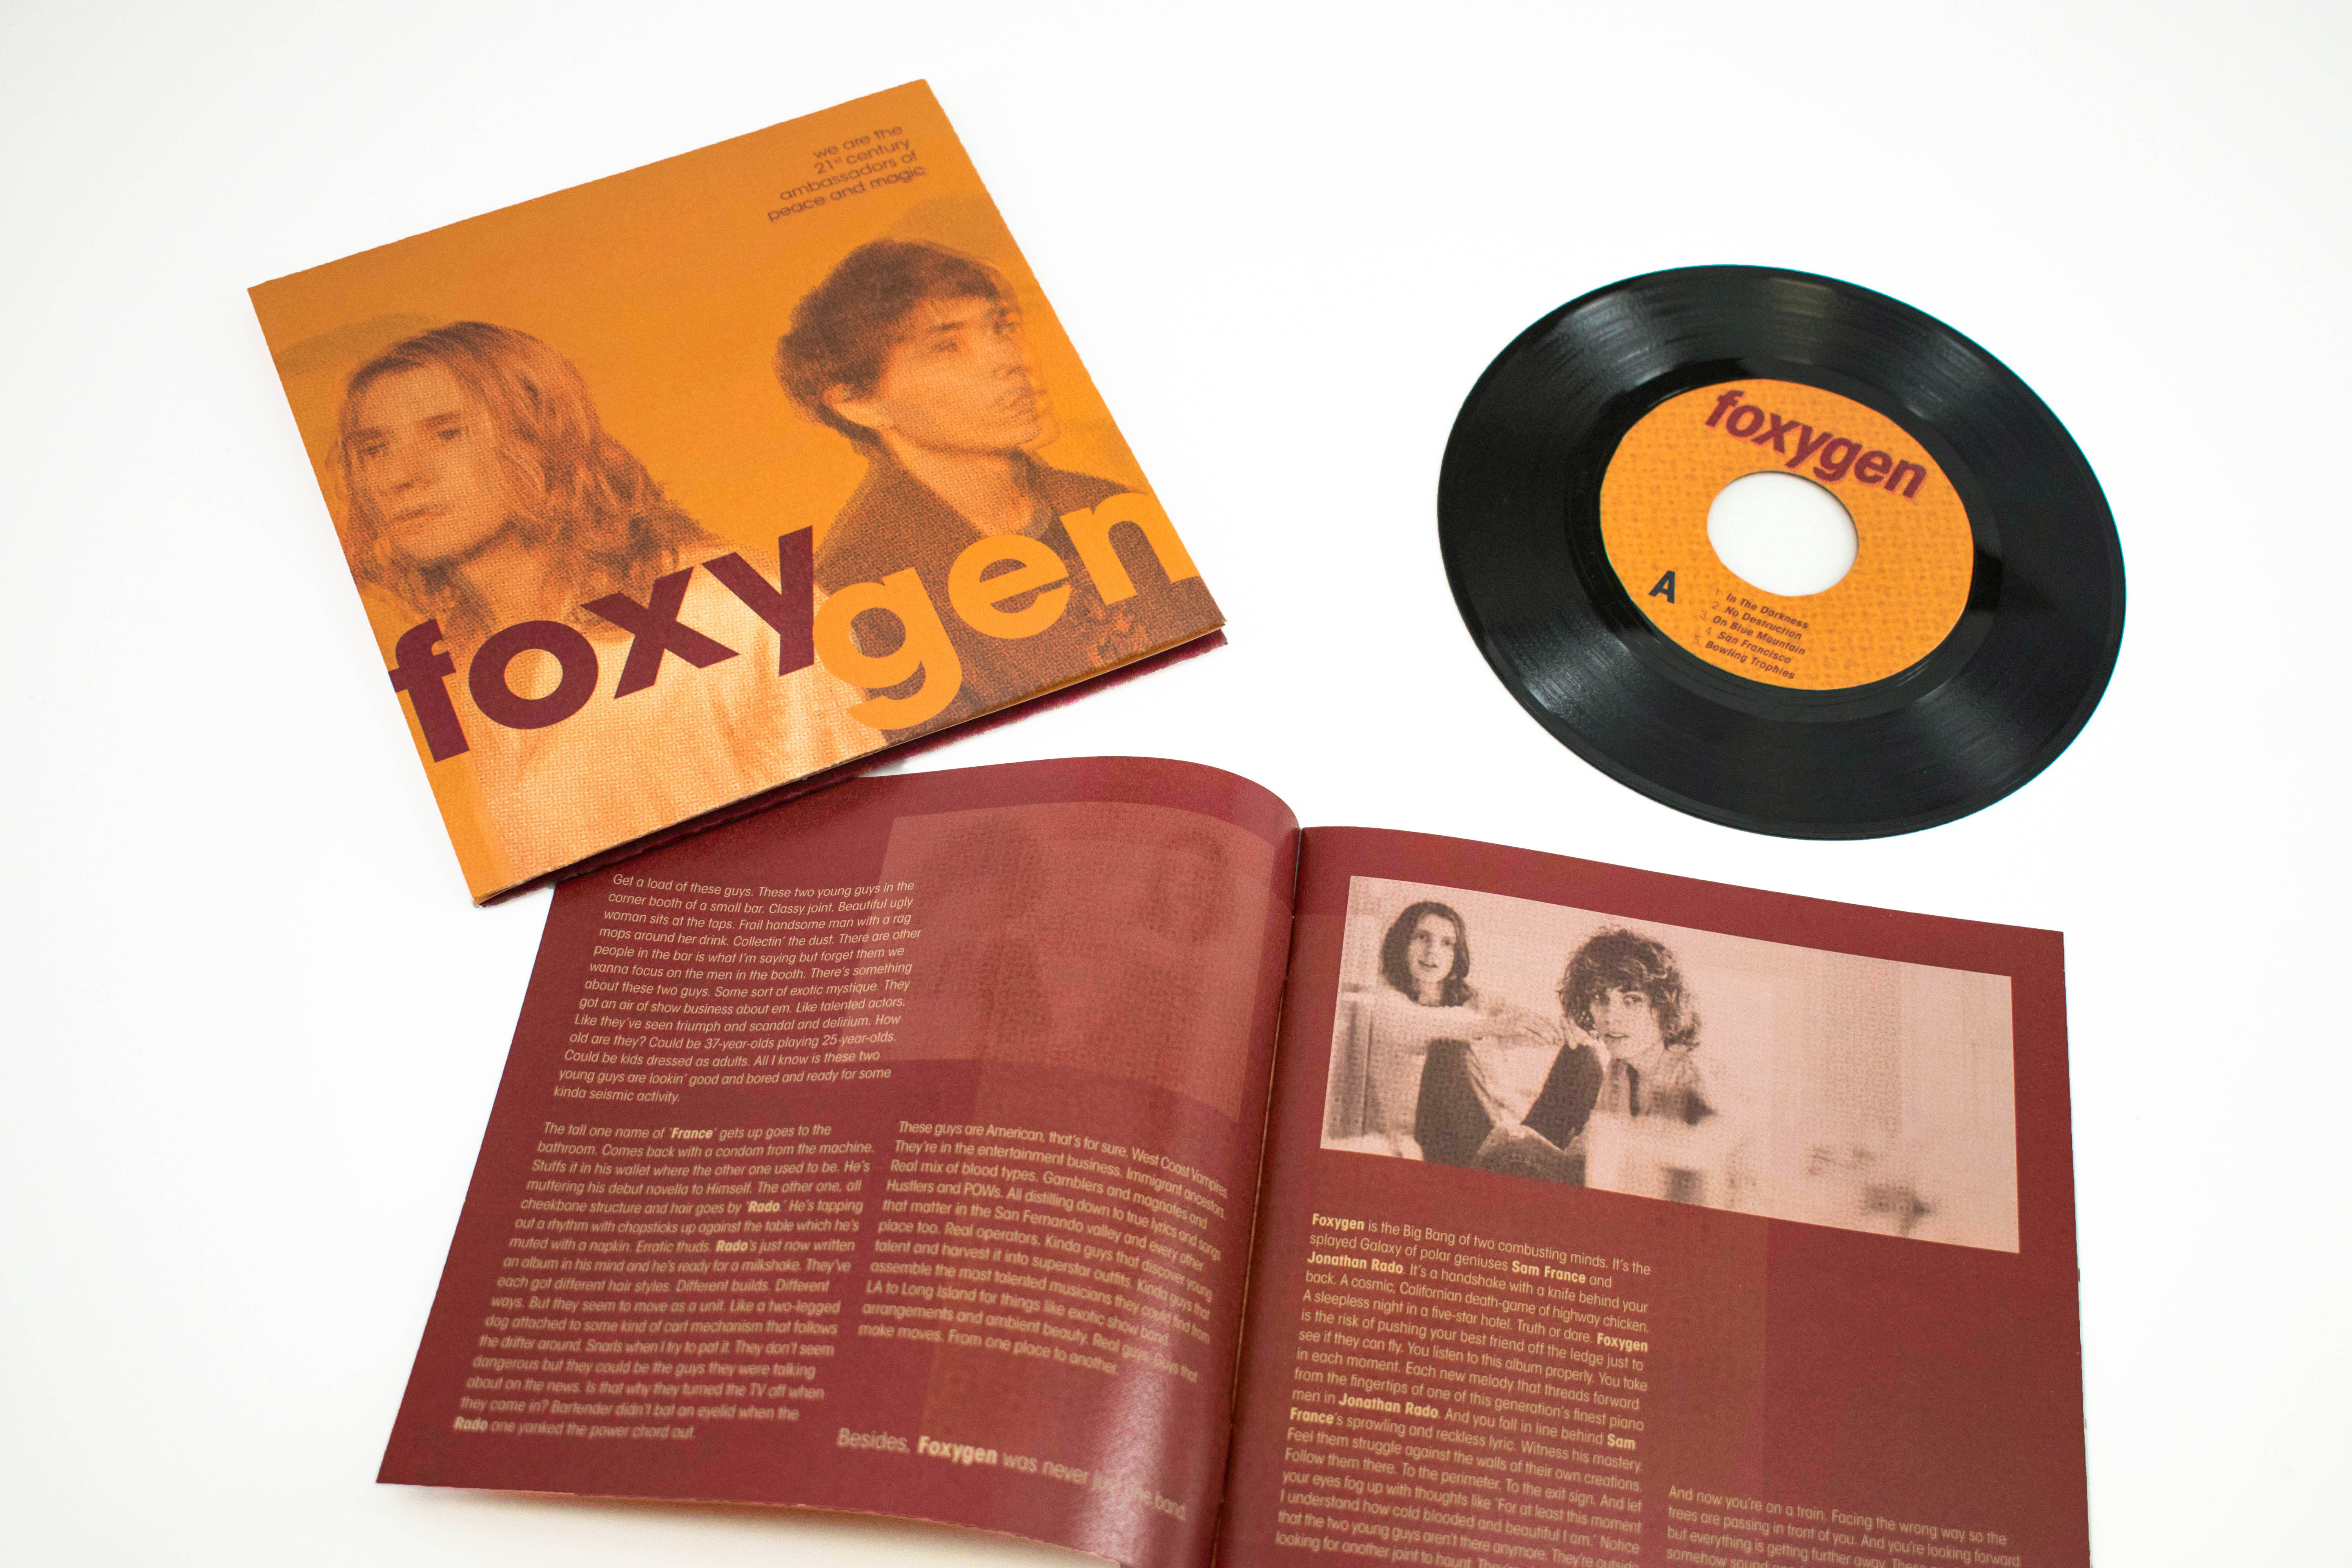 we are the
21st century
ambassadors of
peace and magic
foxygen
foxygen
A
1. In The Darkness
2. No Destruction
3. On Blue Mountain
4. San Francisco
5. Bowling Trophies
Get a load of these guys. These two young guys in the
corner booth of a small bar. Classy joint. Beautiful ugly
woman sits at the taps. Frail handsome man with a rag
mops around her drink. Collectin' the dust. There are other
people in the bar is what I'm saying but forget them we
wanna focus on the men in the booth. There's something
about these two guys. Some sort of exotic mystique. They
got an air of show business about em. Like talented actors.
Like they've seen triumph and scandal and delirium. How
old are they? Could be 37-year-olds playing 25-year-olds.
Could be kids dressed as adults. All I know is these two
young guys are lookin' good and bored and ready for some
kinda seismic activity.
The tall one name of 'France' gets up goes to the
bathroom. Comes back with a condom from the machine.
Stuffs it in his wallet where the other one used to be. He's
muttering his debut novella to Himself. The other one, all
cheekbone structure and hair goes by 'Rado.' He's tapping
out a rhythm with chopsticks up against the table which he's
muted with a napkin. Erratic thuds. Rado's just now written
an album in his mind and he's ready for a milkshake. They've
each got different hair styles. Different builds. Different
ways. But they seem to move as a unit. Like a two-legged
dog attached to some kind of cart mechanism that follows
the drifter around. Snarls when I try to pat it. They don't seem
dangerous but they could be the guys they were talking
about on the news. Is that why they turned the TV off when
they came in? Bartender didn't bat an eyelid when the
Rado one yanked the power chord out.
These guys are American, that's for sure. West Coast Vampires.
They're in the entertainment business. Immigrant ancestors.
Real mix of blood types. Gamblers and magnates and
Hustlers and POWs. All distilling down to true lyrics and songs
that matter in the San Fernando valley and every other
place too. Real operators. Kinda guys that discover young
talent and harvest it into superstar outfits. Kinda guys that
assemble the most talented musicians they could find from
LA to Long Island for things like exotic show band
arrangements and ambient beauty. Real guys. Guys that
make moves. From one place to another.
Besides, Foxygen was never just one band.
Foxygen is the Big Bang of two combusting minds. It's the
splayed Galaxy of polar geniuses Sam France and
Jonathan Rado. It's a handshake with a knife behind your
back. A cosmic, Californian death-game of highway chicken.
A sleepless night in a five-star hotel. Truth or dare. Foxygen
is the risk of pushing your best friend off the ledge just to
see if they can fly. You listen to this album properly. You take
in each moment. Each new melody that threads forward
from the fingertips of one of this generation's finest piano
men in Jonathan Rado. And you fall in line behind Sam
France's sprawling and reckless lyric. Witness his mastery.
Feel them struggle against the walls of their own creations.
Follow them there. To the perimeter. To the exit sign. And let
your eyes fog up with thoughts like 'For at least this moment
I understand how cold blooded and beautiful I am.' Notice
that the two young guys aren't there anymore. They're outside
looking for another joint to haunt. They're
And now you're on a train. Facing the wrong way so the
trees are passing in front of you. And you're looking forward
but everything is getting further away. These
somehow sound